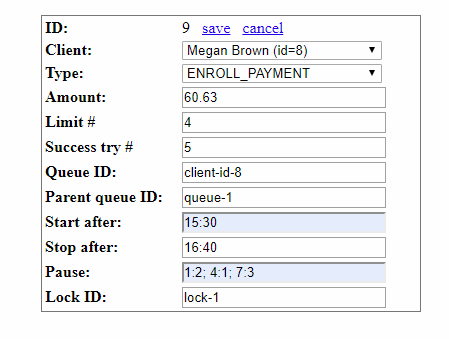 ID: 9 save cancel
Client: Megan Brown (id=8)
Type: ENROLL_PAYMENT
Amount: 60.63
Limit # 4
Success try # 5
Queue ID: client-id-8
Parent queue ID: queue-1
Start after: 15:30
Stop after: 16:40
Pause: 1:2; 4:1; 7:3
Lock ID: lock-1